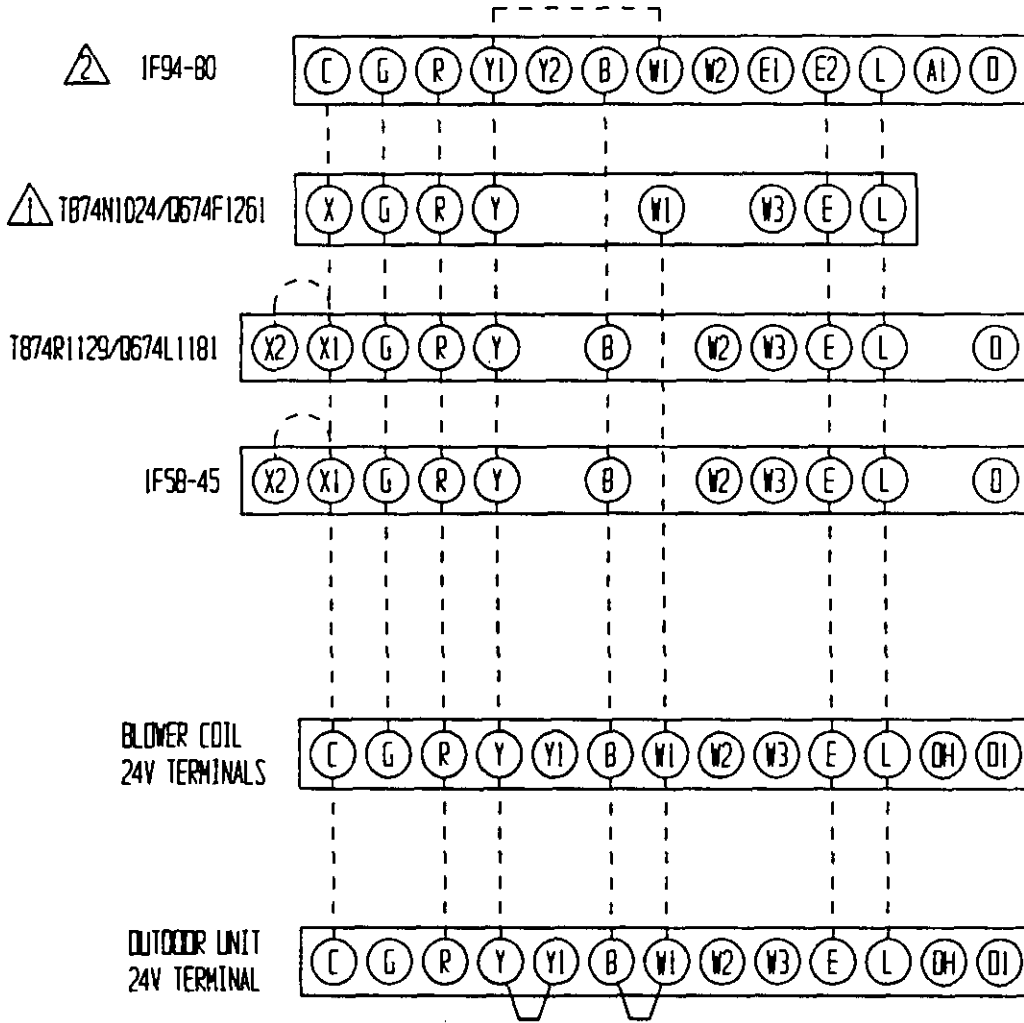 2 1F94-80 C G R Y1 Y2 B W1 W2 E1 E2 L A1 O
1 T874N1024/Q674F1261 X G R Y W1 W3 E L
T874R1129/Q674L1181 X2 X1 G R Y B W2 W3 E L O
1F58-45 X2 X1 G R Y B W2 W3 E L O
BLOWER COIL
24V TERMINALS
C G R Y Y1 B W1 W2 W3 E L OH O1
OUTDOOR UNIT
24V TERMINAL
C G R Y Y1 B W1 W2 W3 E L OH O1